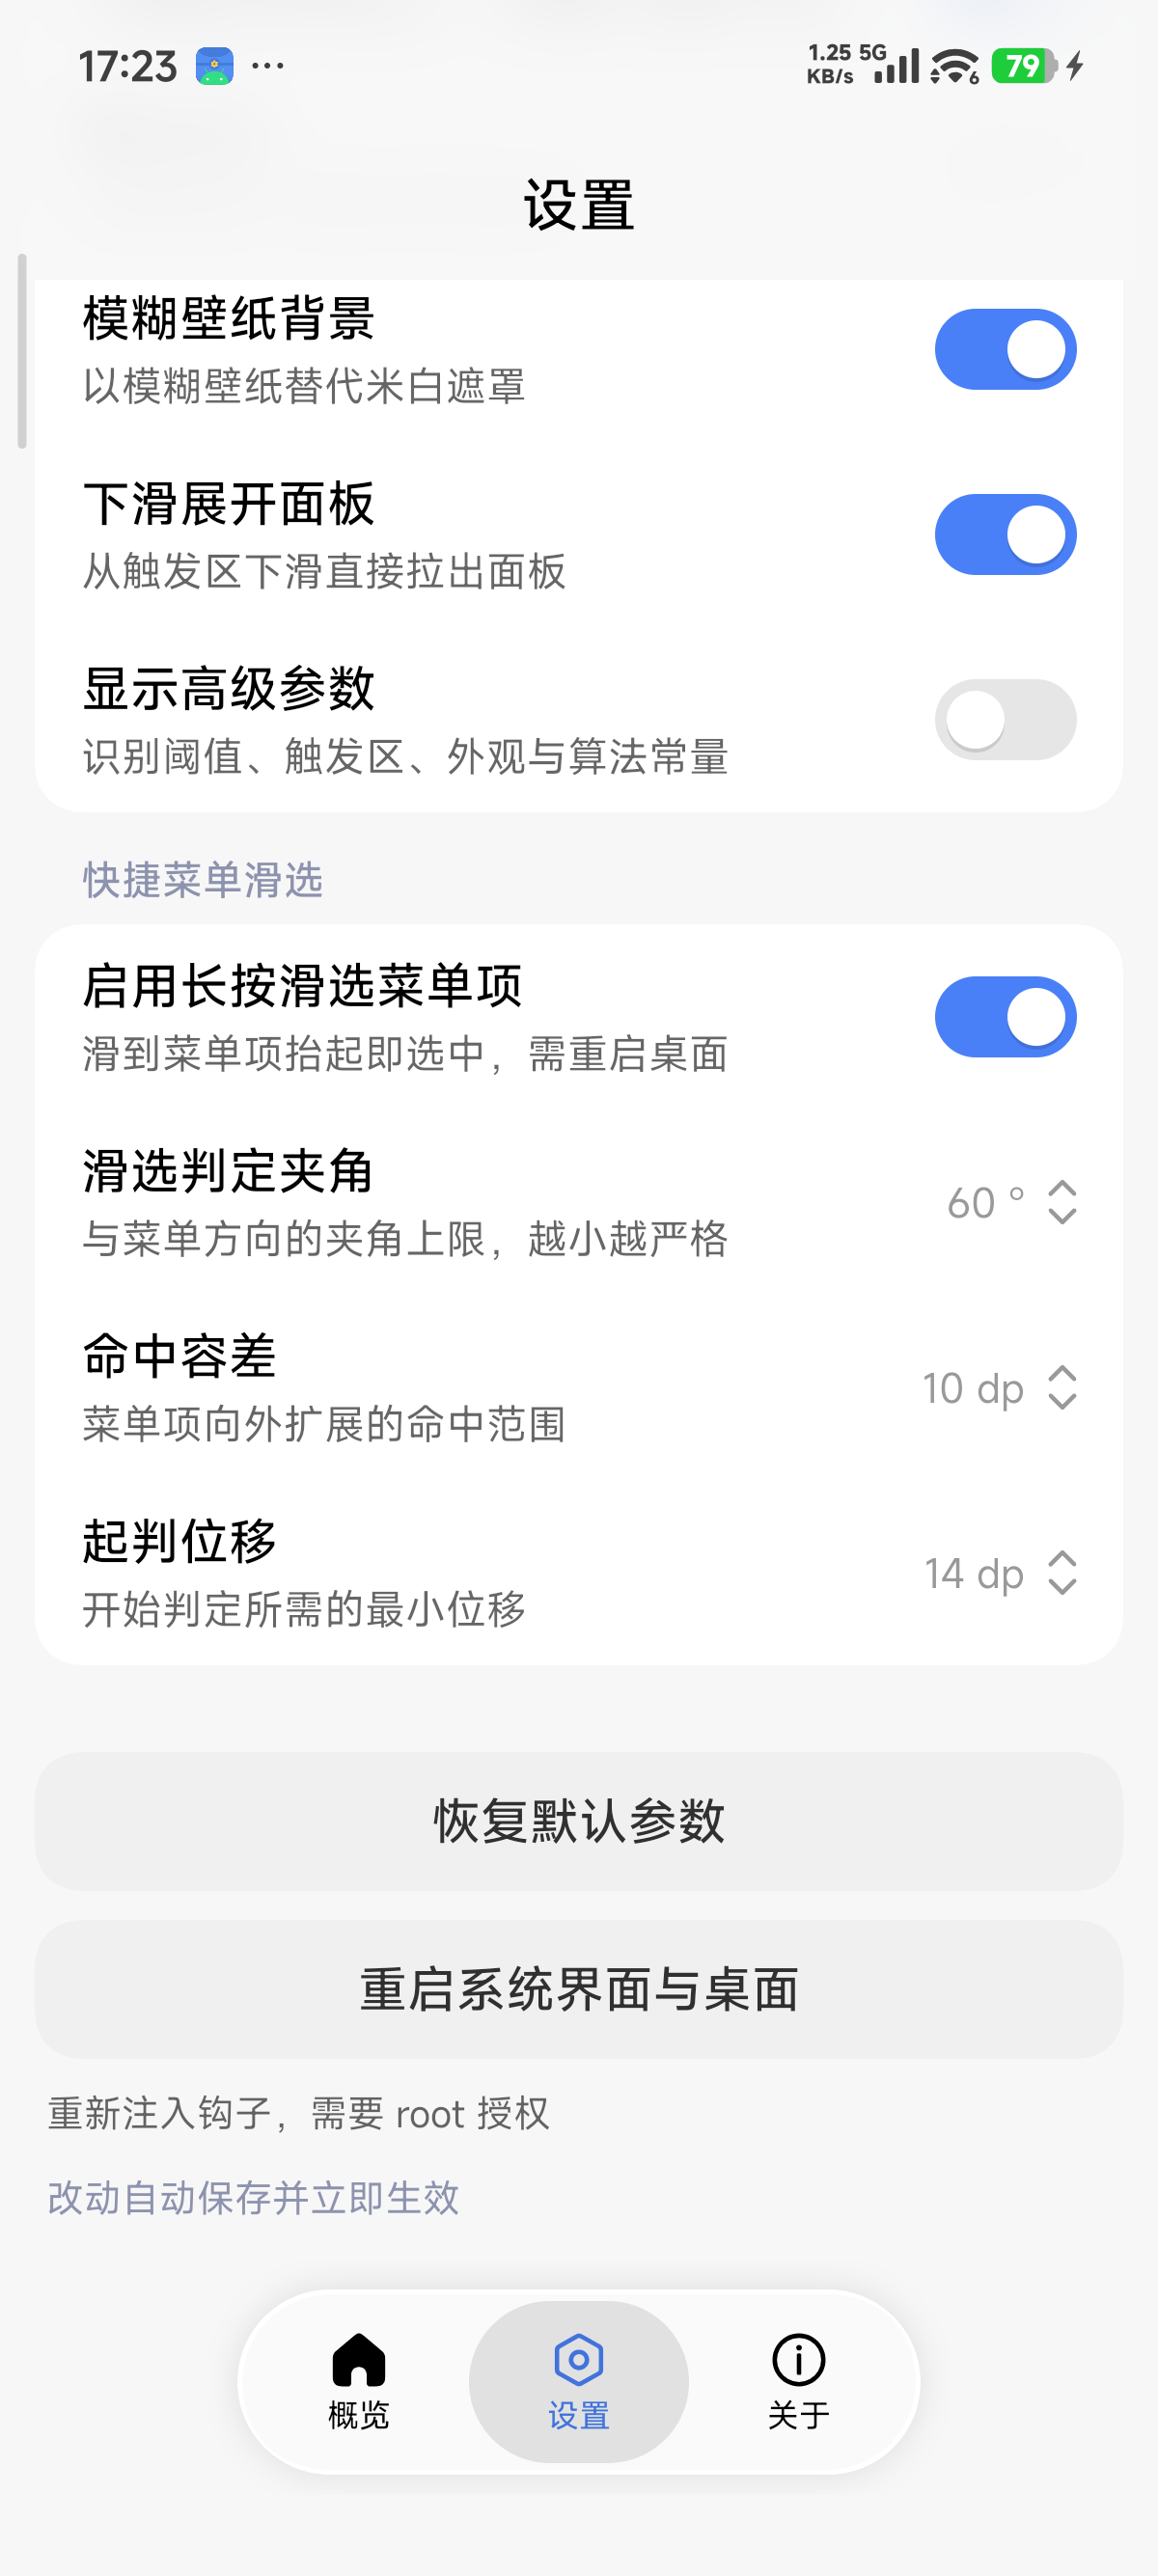 17:23 ··· 1.25 KB/s 5G 6 79
设置
模糊壁纸背景
以模糊壁纸替代米白遮罩
下滑展开面板
从触发区下滑直接拉出面板
显示高级参数
识别阈值、触发区、外观与算法常量
快捷菜单滑选
启用长按滑选菜单项
滑到菜单项抬起即选中，需重启桌面
滑选判定夹角
与菜单方向的夹角上限，越小越严格
60 °
命中容差
菜单项向外扩展的命中范围
10 dp
起判位移
开始判定所需的最小位移
14 dp
恢复默认参数
重启系统界面与桌面
重新注入钩子，需要 root 授权
改动自动保存并立即生效
概览 设置 关于